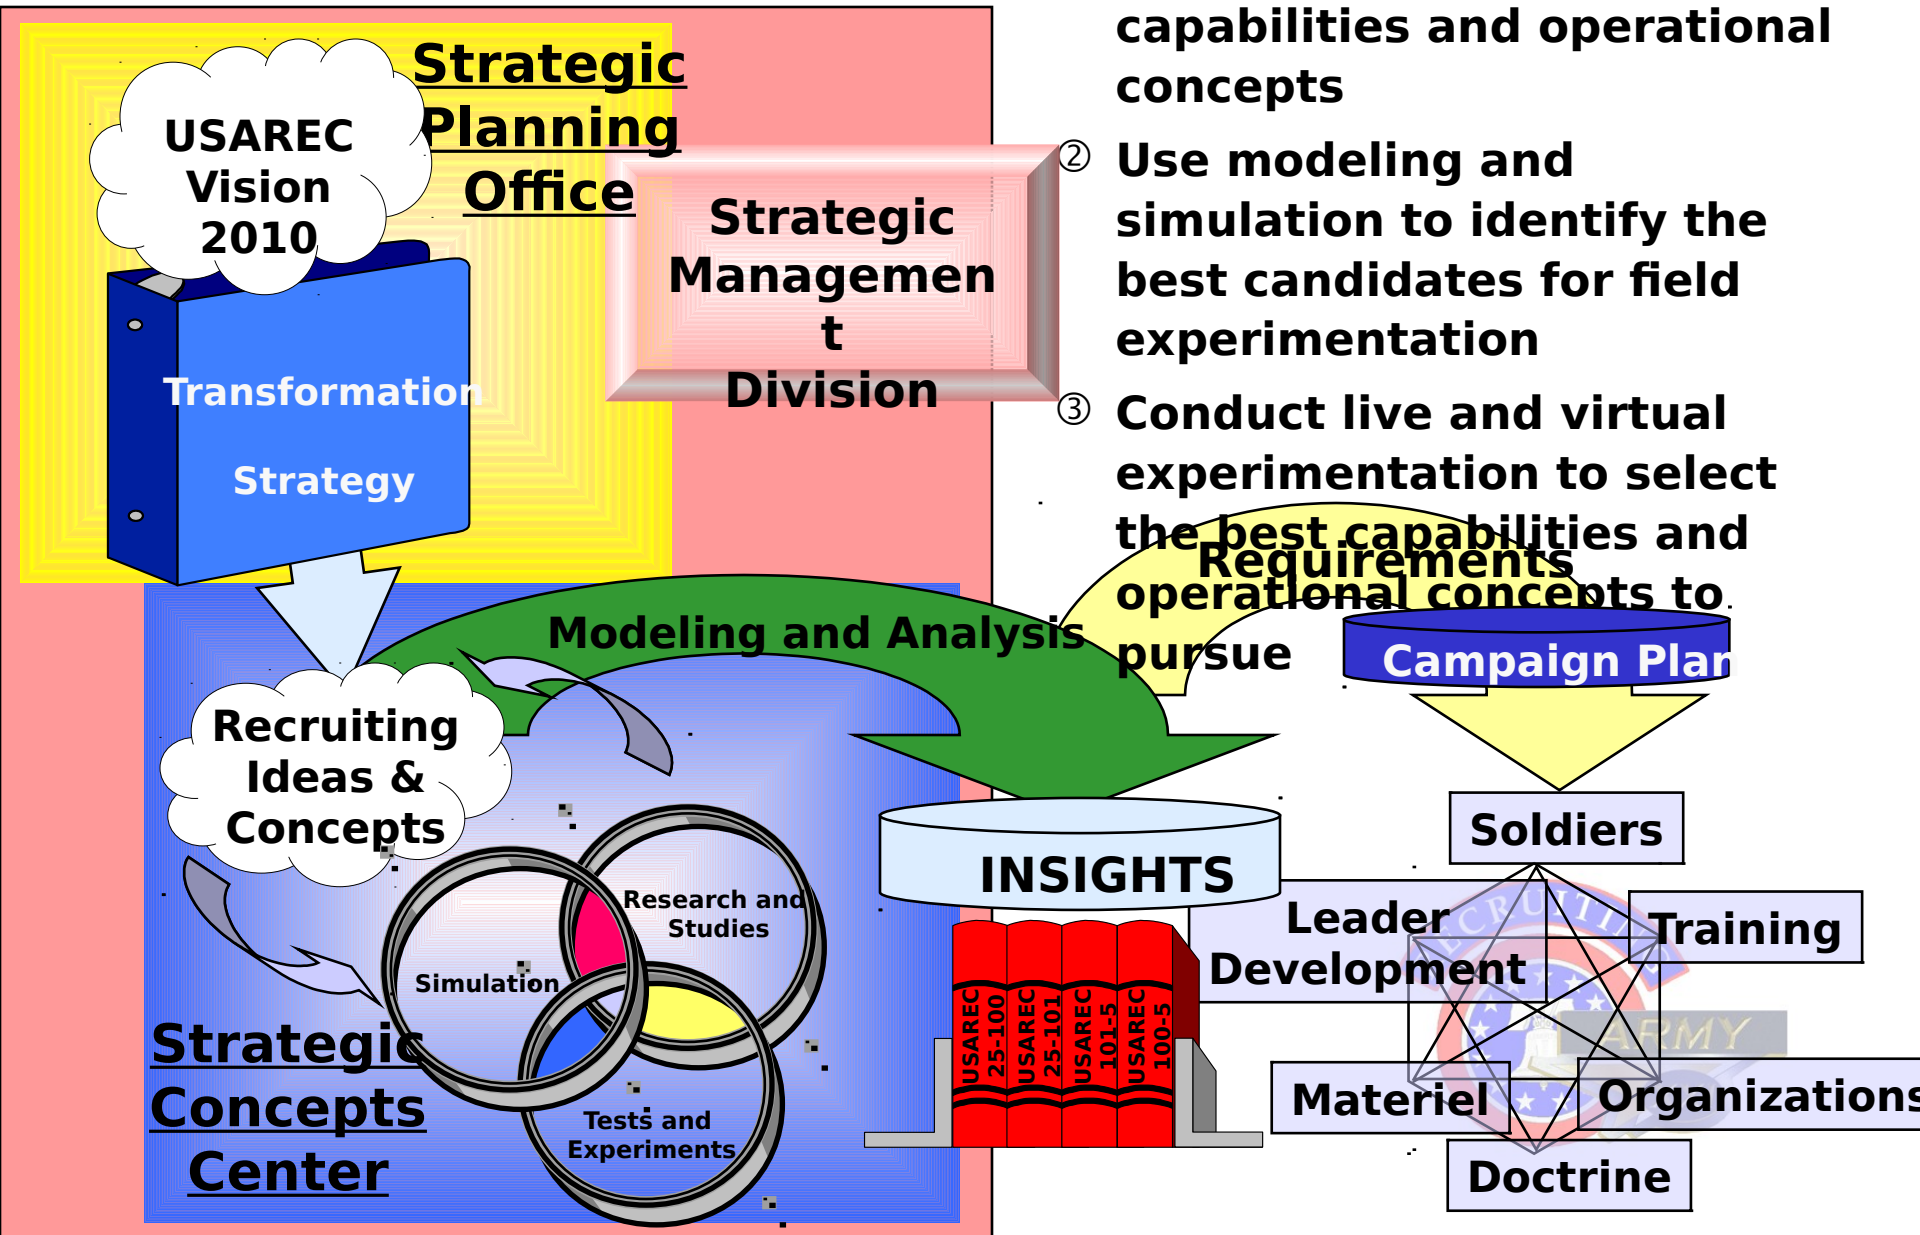 capabilities and operational
concepts
② Use modeling and
simulation to identify the
best candidates for field
experimentation
③ Conduct live and virtual
experimentation to select
the best capabilities and
operational concepts to
pursue
Strategic
Planning
Office
USAREC
Vision
2010
Strategic
Managemen
t
Division
Transformation
Strategy
Requirements
Modeling and Analysis
Campaign Plan
Recruiting
Ideas &
Concepts
Soldiers
INSIGHTS
Research and
Studies
Simulation
Tests and
Experiments
Leader
Development
Training
RECRUITING
ARMY
USAREC
25-100
USAREC
25-101
USAREC
101-5
USAREC
100-5
Strategic
Concepts
Center
Materiel
Organizations
Doctrine